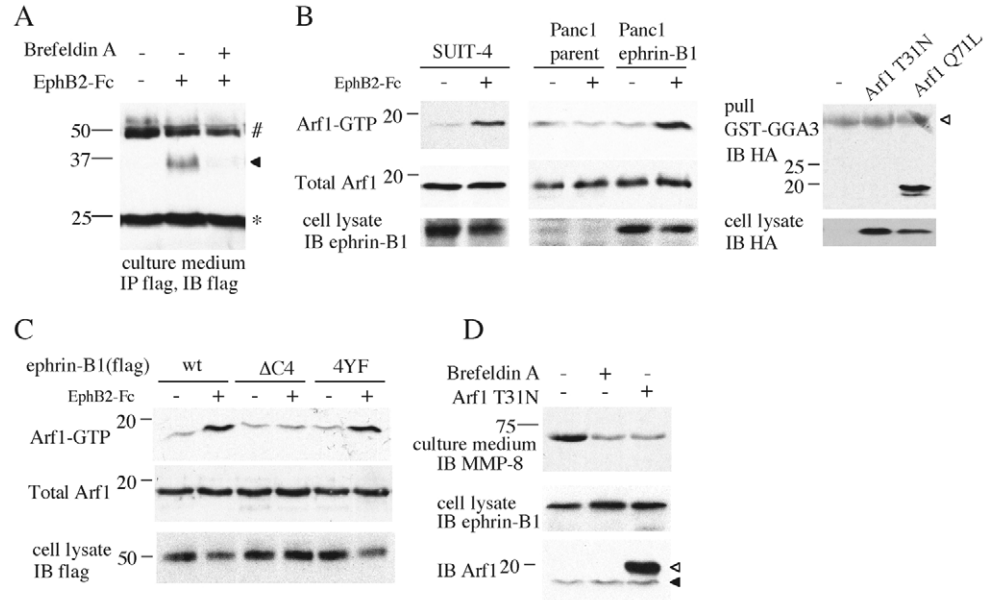 A
Brefeldin A - - +
EphB2-Fc - + +
50
#
37
25
*
culture medium
IP flag, IB flag
B
SUIT-4
Panc1
parent
Panc1
ephrin-B1
EphB2-Fc - + - + - +
Arf1-GTP 20
Total Arf1 20
cell lysate
IB ephrin-B1
- Arf1 T31N Arf1 Q71L
pull
GST-GGA3
IB HA
25
20
cell lysate
IB HA
C
ephrin-B1(flag) wt ΔC4 4YF
EphB2-Fc - + - + - +
Arf1-GTP 20
Total Arf1 20
cell lysate
IB flag 50
D
Brefeldin A - + -
Arf1 T31N - - +
75
culture medium
IB MMP-8
cell lysate
IB ephrin-B1
IB Arf1 20